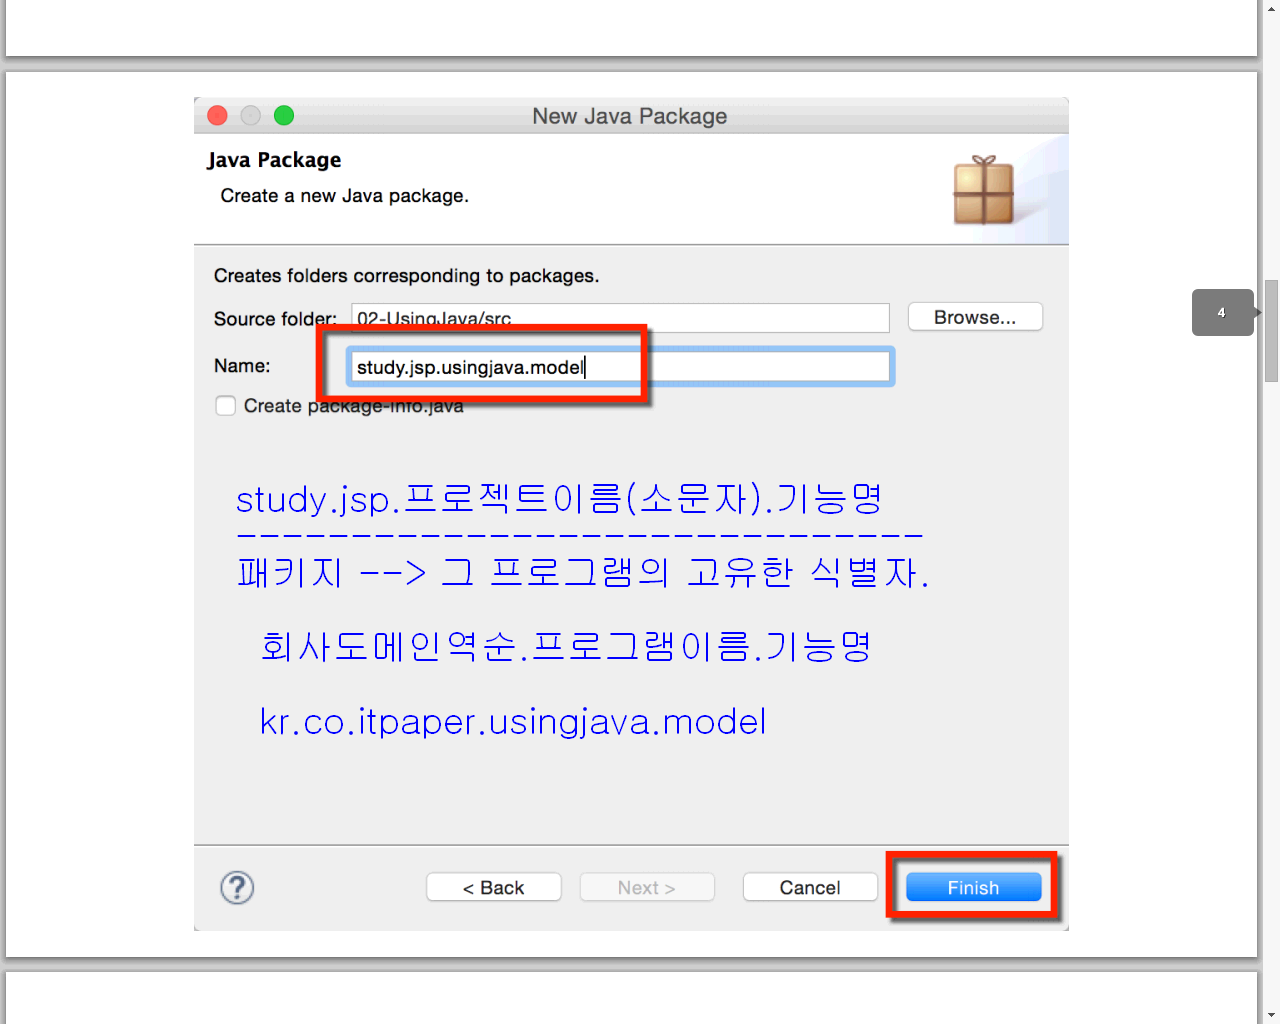 New Java Package
Java Package
Create a new Java package.
Creates folders corresponding to packages.
Source folder: 02-UsingJava/src Browse...
4
Name: study.jsp.usingjava.model
Create package-info.java
study.jsp.프로젝트이름(소문자).기능명
------------------------------
패키지 --> 그 프로그램의 고유한 식별자.
회사도메인역순.프로그램이름.기능명
kr.co.itpaper.usingjava.model
? < Back Next > Cancel Finish